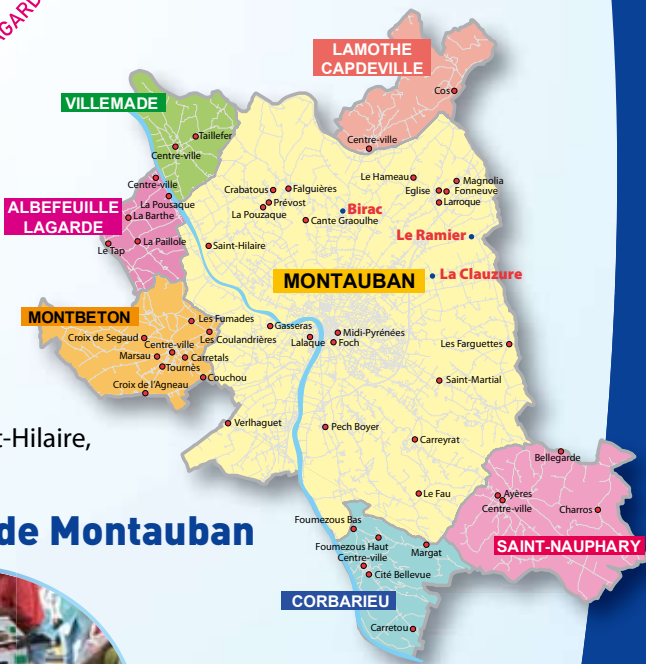 AGARD
LAMOTHE
CAPDEVILLE
Cos
Centre-ville
VILLEMADE
Taillefer
Centre-ville
Centre-ville
La Pousaque
ALBEFEUILLE
LAGARDE
La Barthe
La Paillole
Le Tap
Crabatous
Falguières
Prévost
La Pouzaque
Cante Graoulhe
Birac
Le Hameau
Magnolia
Eglise
Fonneuve
Larroque
Le Ramier
Saint-Hilaire
La Clauzure
MONTAUBAN
MONTBETON
Les Fumades
Croix de Segaud
Centre-ville
Les Coulandrières
Marsau
Carretals
Tournès
Couchou
Croix de l'Agneau
Gasseras
Lalaque
Midi-Pyrénées
Foch
Les Farguettes
Saint-Martial
Verlhaguet
Pech Boyer
Carreyrat
t-Hilaire,
Bellegarde
Le Fau
Ayères
Centre-ville
Charros
de Montauban
Foumezous Bas
Foumezous Haut
Centre-ville
Margat
SAINT-NAUPHARY
Cité Bellevue
CORBARIEU
Carretou